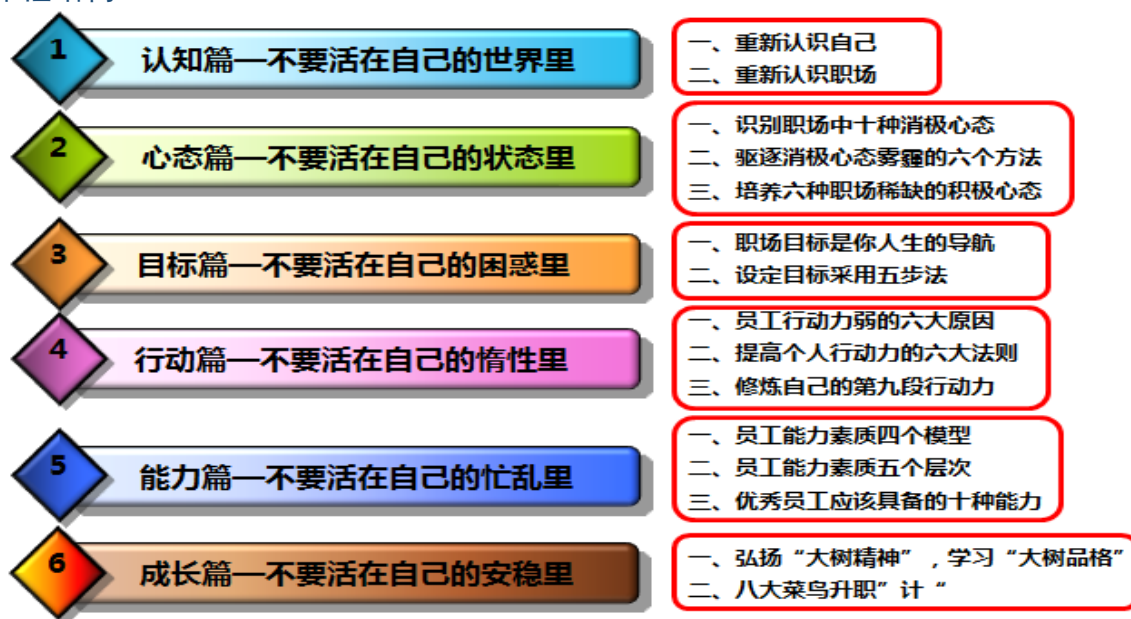 1
认知篇—不要活在自己的世界里
一、重新认识自己
二、重新认识职场
2
心态篇—不要活在自己的状态里
一、识别职场中十种消极心态
二、驱逐消极心态雾霾的六个方法
三、培养六种职场稀缺的积极心态
3
目标篇—不要活在自己的困惑里
一、职场目标是你人生的导航
二、设定目标采用五步法
4
行动篇—不要活在自己的惰性里
一、员工行动力弱的六大原因
二、提高个人行动力的六大法则
三、修炼自己的第九段行动力
5
能力篇—不要活在自己的忙乱里
一、员工能力素质四个模型
二、员工能力素质五个层次
三、优秀员工应该具备的十种能力
6
成长篇—不要活在自己的安稳里
一、弘扬“大树精神”，学习“大树品格”
二、八大菜鸟升职”计“